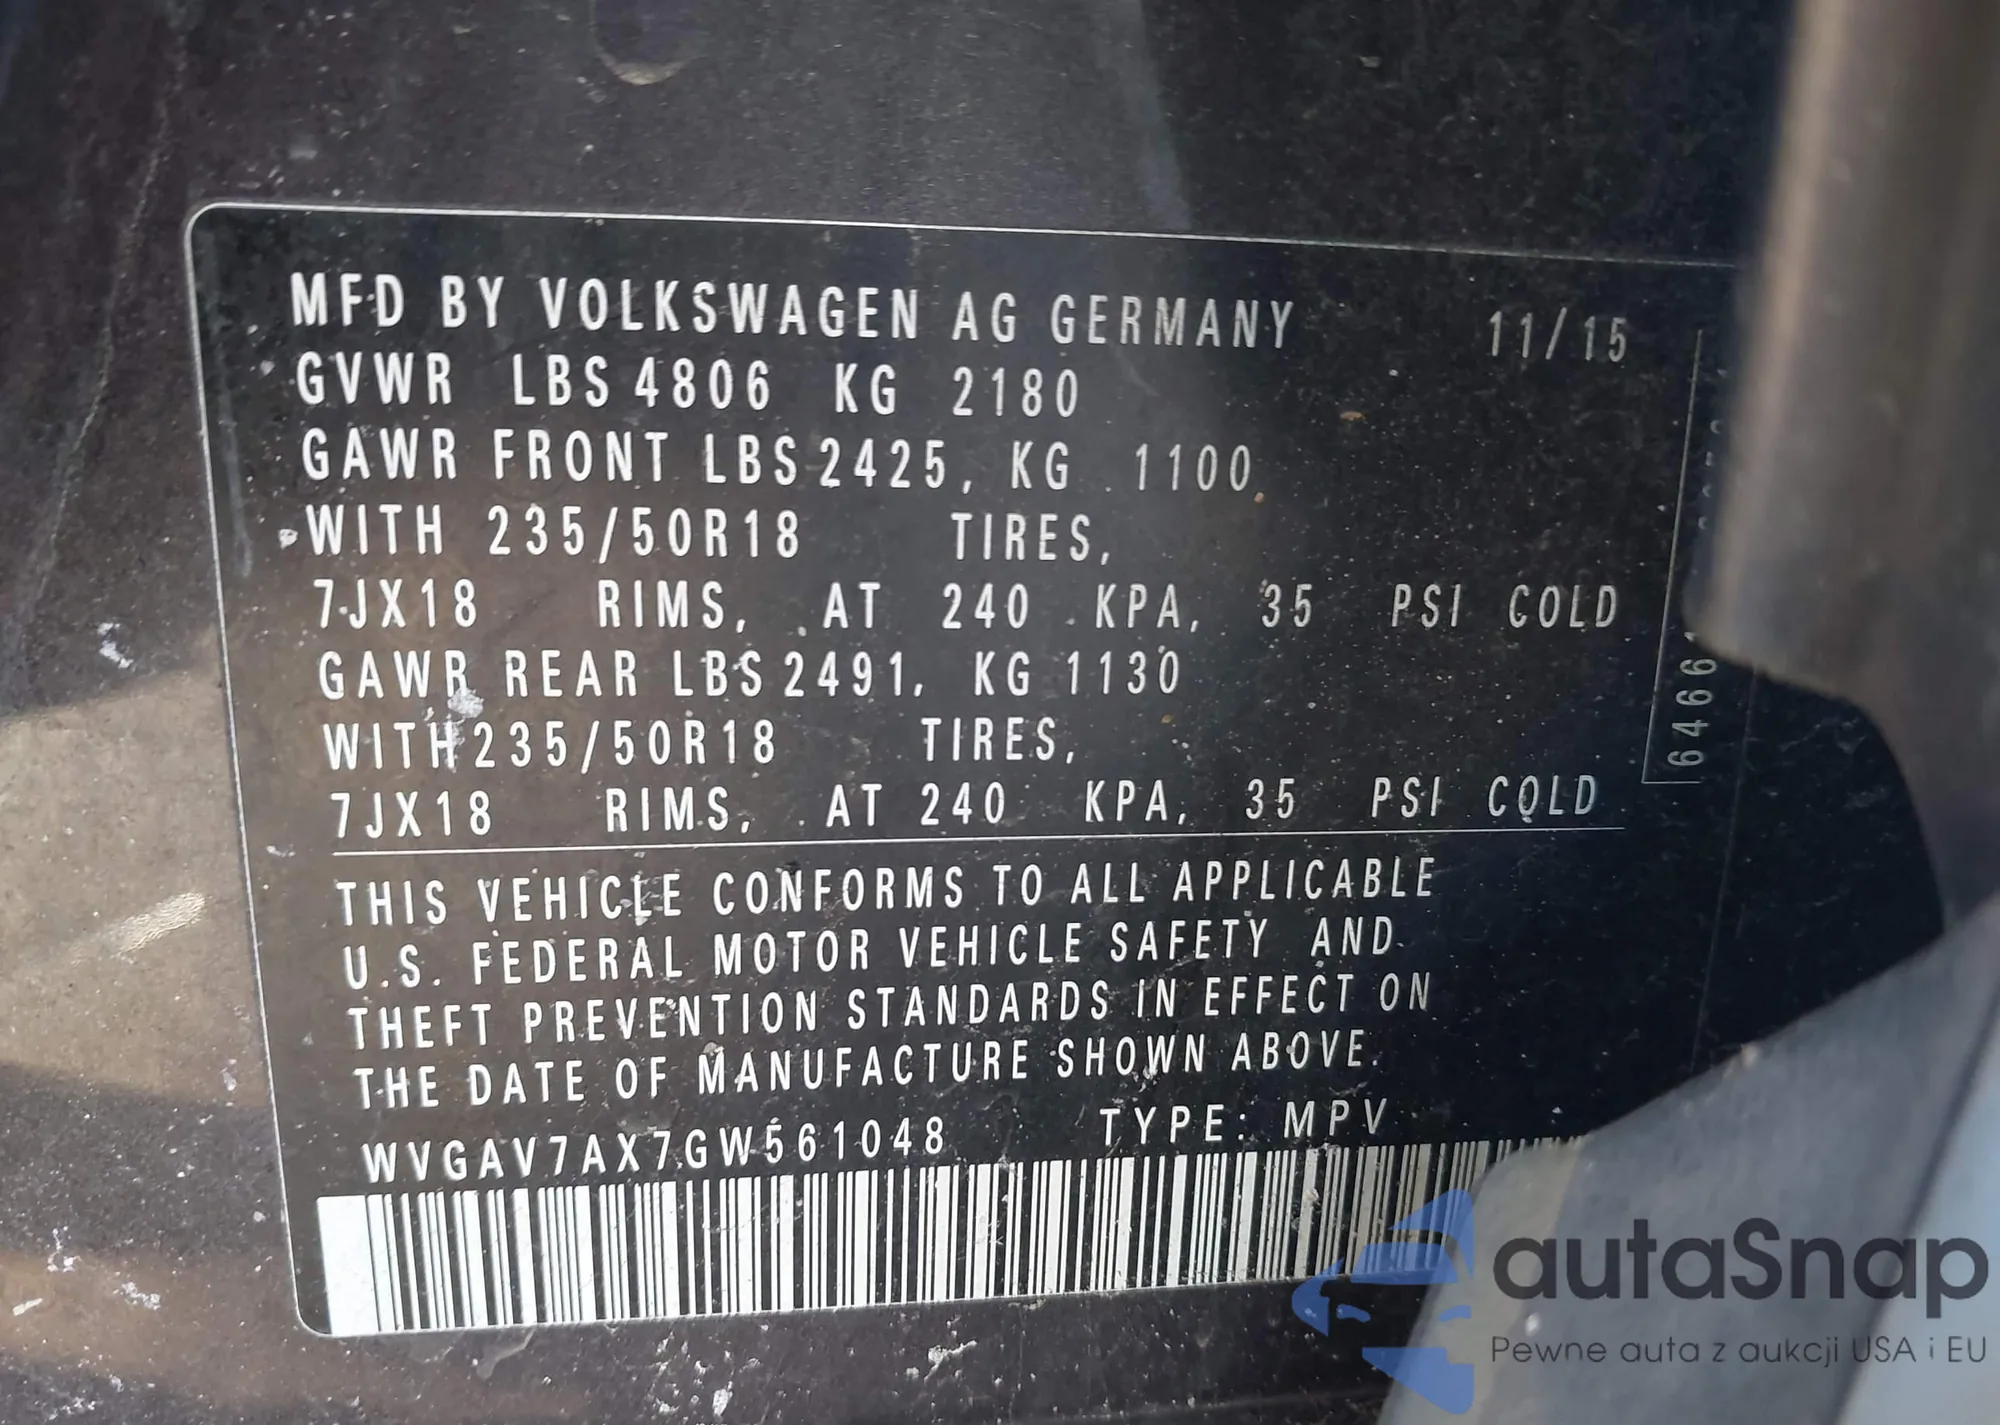 MFD BY VOLKSWAGEN AG GERMANY 11/15
GVWR LBS 4806 KG 2180
GAWR FRONT LBS 2425, KG 1100
WITH 235/50R18 TIRES,
7JX18 RIMS, AT 240 KPA, 35 PSI COLD
GAWR REAR LBS 2491, KG 1130
WITH 235/50R18 TIRES,
7JX18 RIMS, AT 240 KPA, 35 PSI COLD
THIS VEHICLE CONFORMS TO ALL APPLICABLE
U.S. FEDERAL MOTOR VEHICLE SAFETY AND
THEFT PREVENTION STANDARDS IN EFFECT ON
THE DATE OF MANUFACTURE SHOWN ABOVE.
WVGAV7AX7GW561048 TYPE: MPV
autaSnap
Pewne auta z aukcji USA i EU